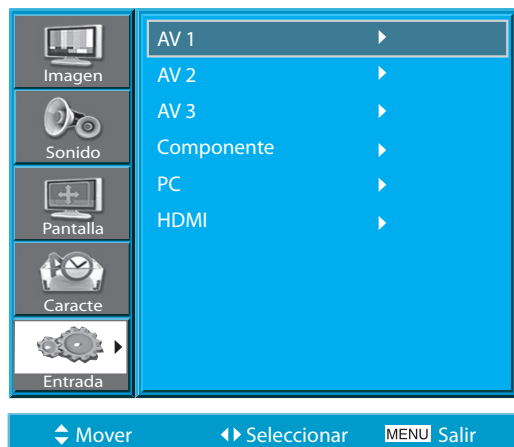 Imagen
Sonido
Pantalla
Caracte
Entrada
AV 1
AV 2
AV 3
Componente
PC
HDMI
Mover Seleccionar MENU Salir